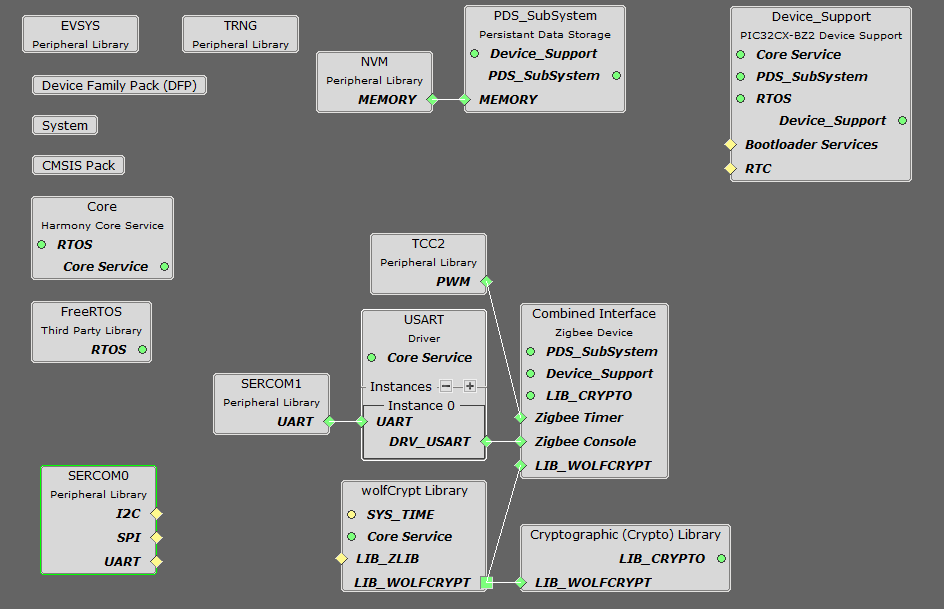 EVSYS
Peripheral Library
TRNG
Peripheral Library
Device Family Pack (DFP)
System
CMSIS Pack
NVM
Peripheral Library
MEMORY
PDS_SubSystem
Persistant Data Storage
Device_Support
PDS_SubSystem
MEMORY
Device_Support
PIC32CX-BZ2 Device Support
Core Service
PDS_SubSystem
RTOS
Device_Support
Bootloader Services
RTC
Core
Harmony Core Service
RTOS
Core Service
FreeRTOS
Third Party Library
RTOS
TCC2
Peripheral Library
PWM
USART
Driver
Core Service
Instances
Instance 0
UART
DRV_USART
SERCOM1
Peripheral Library
UART
Combined Interface
Zigbee Device
PDS_SubSystem
Device_Support
LIB_CRYPTO
Zigbee Timer
Zigbee Console
LIB_WOLFCRYPT
SERCOM0
Peripheral Library
I2C
SPI
UART
wolfCrypt Library
SYS_TIME
Core Service
LIB_ZLIB
LIB_WOLFCRYPT
Cryptographic (Crypto) Library
LIB_CRYPTO
LIB_WOLFCRYPT